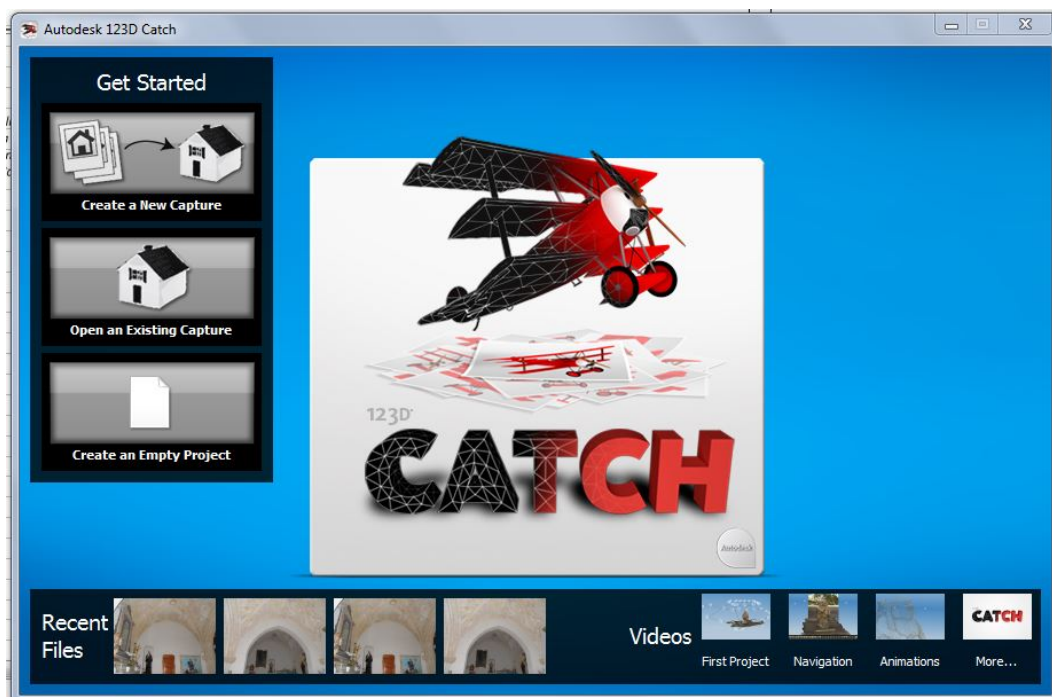 Autodesk 123D Catch
Get Started
Create a New Capture
Open an Existing Capture
Create an Empty Project
123D
CATCH
Autodesk
Recent
Files
Videos
First Project
Navigation
Animations
CATCH
More...